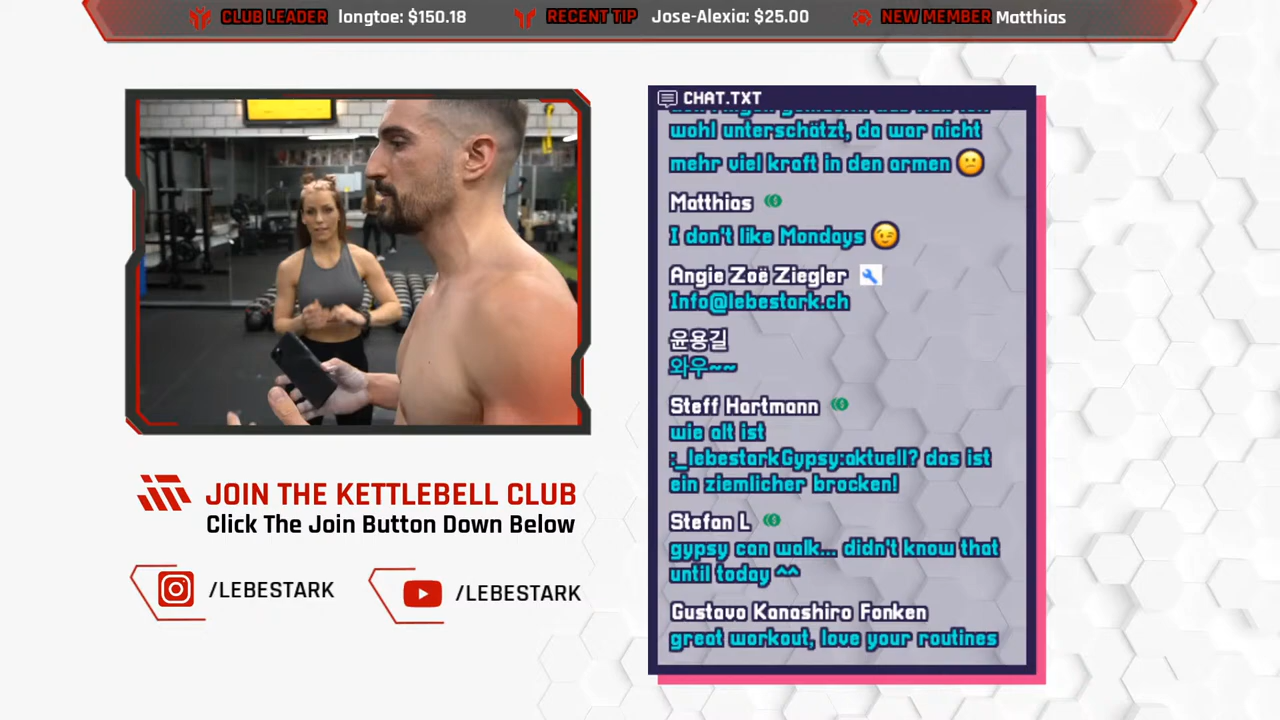 CLUB LEADER longtoe: $150.18 RECENT TIP Jose-Alexia: $25.00 NEW MEMBER Matthias
CHAT.TXT
wohl unterschätzt, da war nicht
mehr viel kraft in den armen 😕
Matthias
I don't like Mondays 😉
Angie Zoë Ziegler
Info@lebestark.ch
윤용길
와우~~
Steff Hartmann
wie alt ist
:_lebestarkGypsy:aktuell? das ist
ein ziemlicher brocken!
Stefan L
gypsy can walk... didn't know that
until today ^^
Gustavo Kanashiro Fonken
great workout, love your routines
JOIN THE KETTLEBELL CLUB
Click The Join Button Down Below
/LEBESTARK
/LEBESTARK